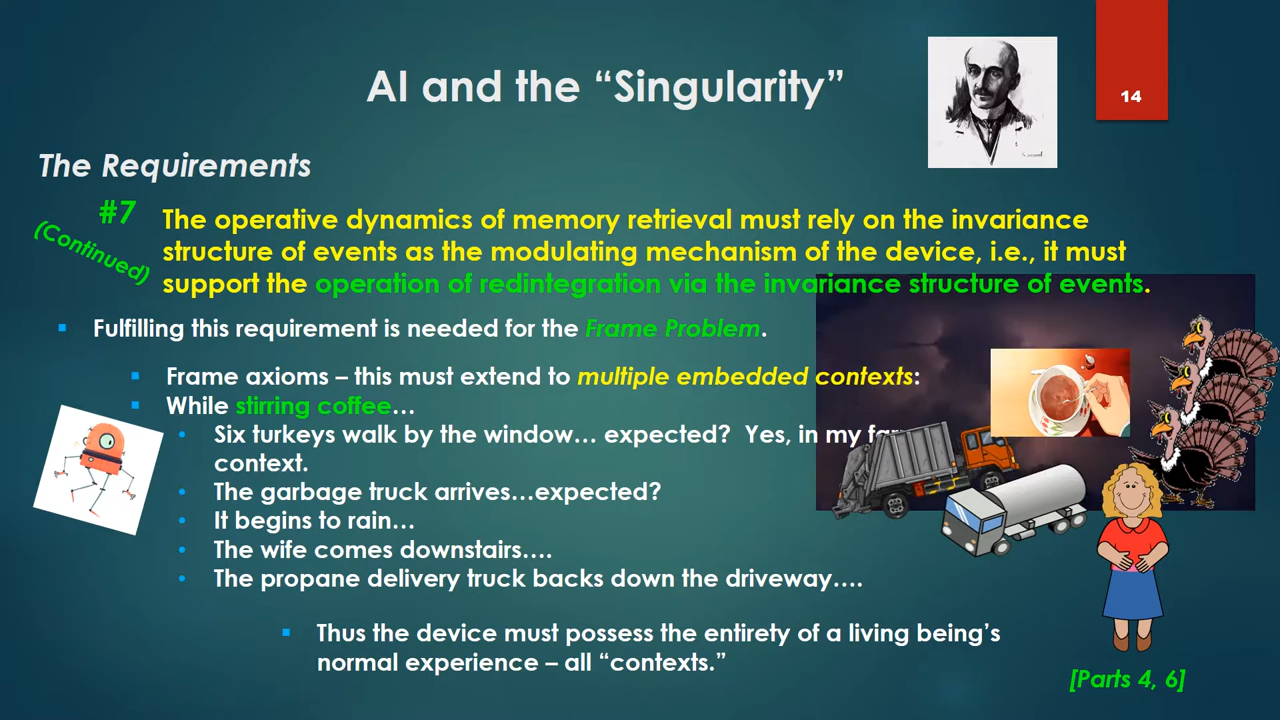 AI and the “Singularity”
14
The Requirements
#7
(Continued)
The operative dynamics of memory retrieval must rely on the invariance
structure of events as the modulating mechanism of the device, i.e., it must
support the operation of redintegration via the invariance structure of events.
Fulfilling this requirement is needed for the Frame Problem.
Frame axioms – this must extend to multiple embedded contexts:
While stirring coffee…
Six turkeys walk by the window… expected? Yes, in my
context.
The garbage truck arrives…expected?
It begins to rain…
The wife comes downstairs….
The propane delivery truck backs down the driveway….
Thus the device must possess the entirety of a living being’s
normal experience – all “contexts.”
[Parts 4, 6]